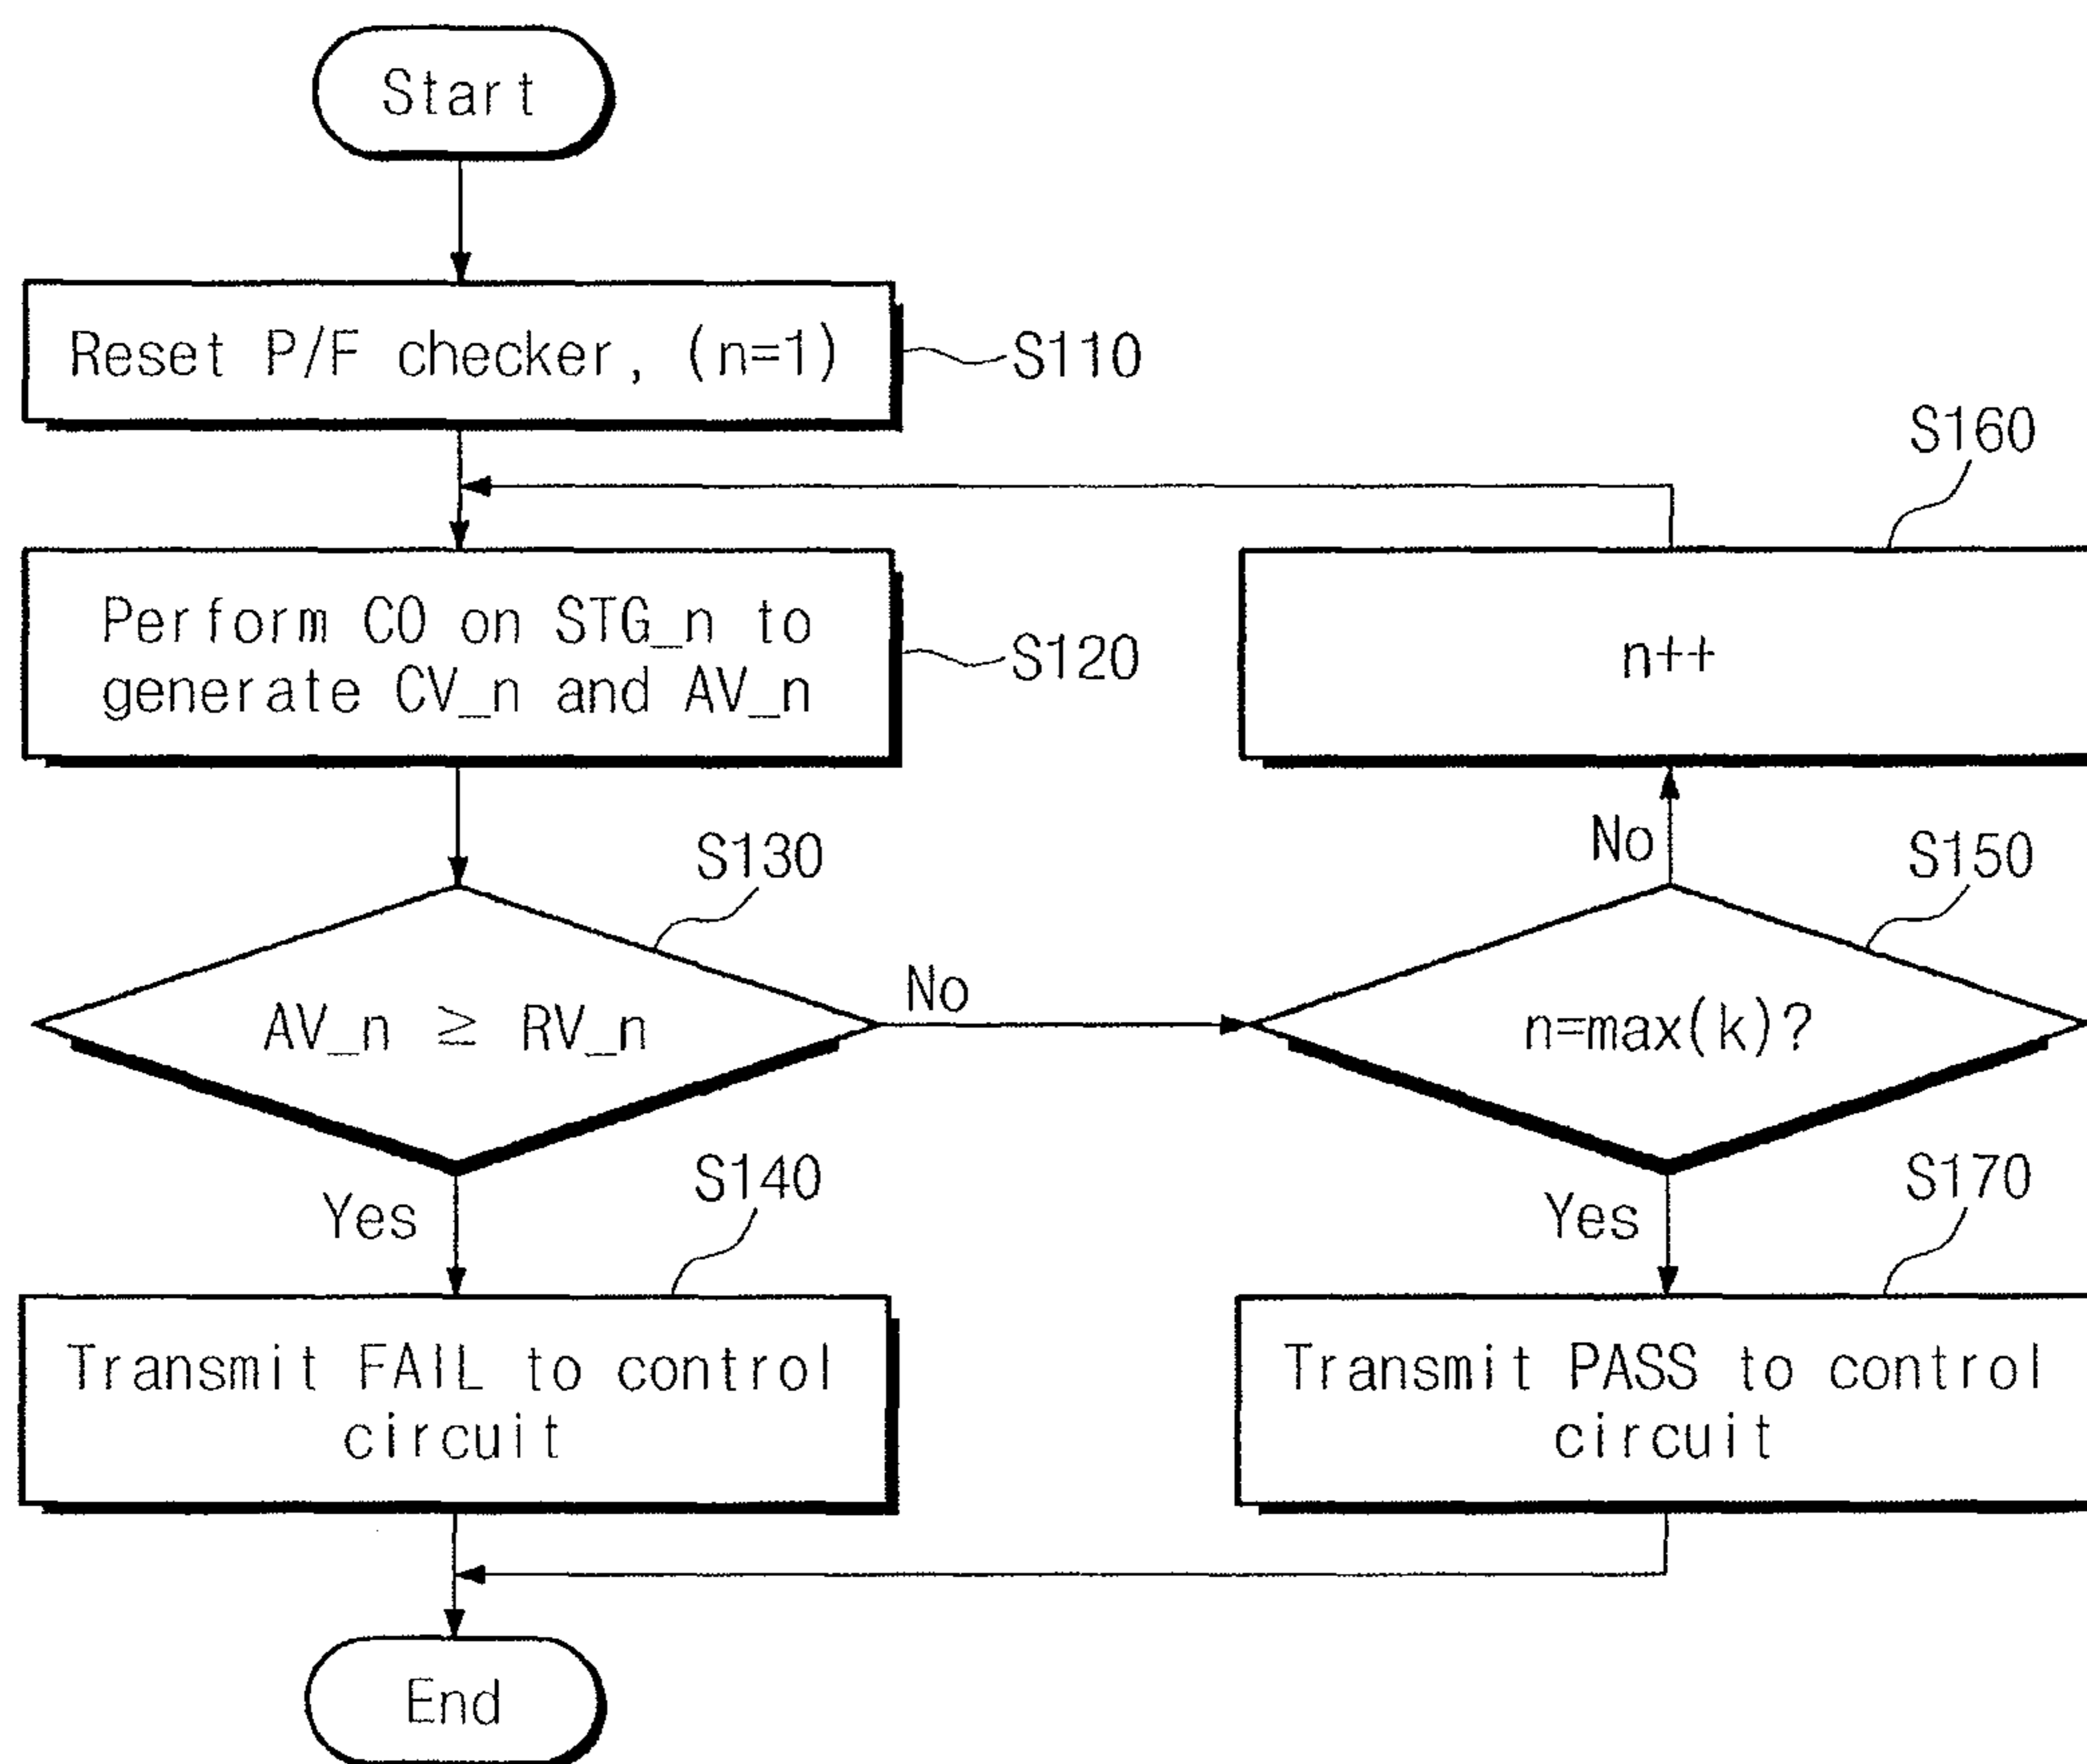 Start
Reset P/F checker, (n=1)
S110
S160
Perform CO on STG_n to
generate CV_n and AV_n
S120
n++
S130
No
S150
AV_n ≥ RV_n
No
n=max(k)?
Yes
S140
Yes
S170
Transmit FAIL to control
circuit
Transmit PASS to control
circuit
End